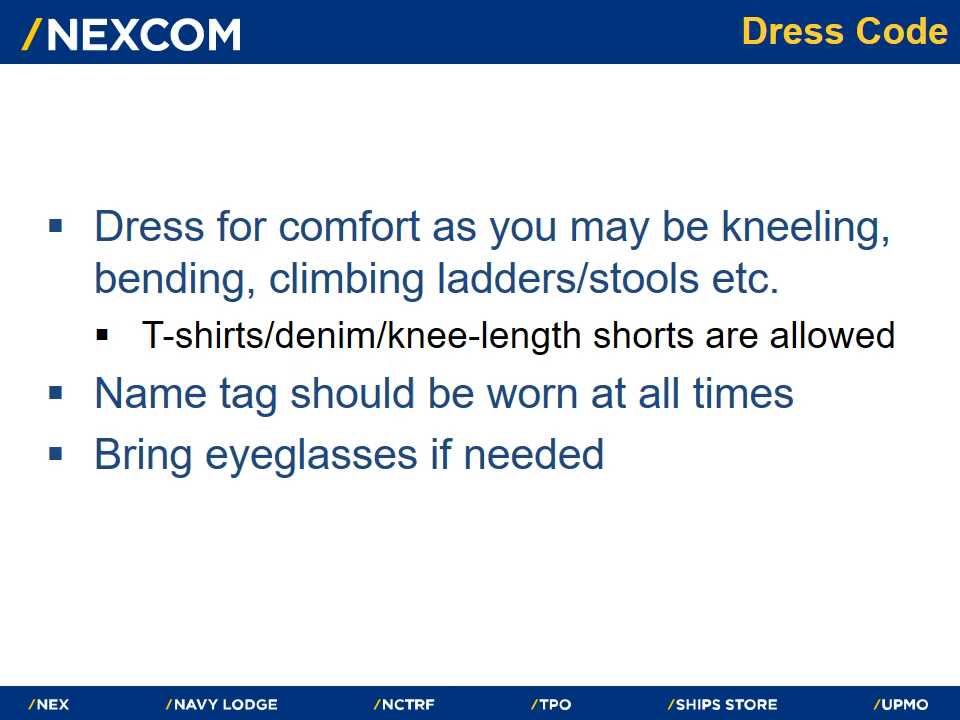 /NEXCOM
Dress Code
▪ Dress for comfort as you may be kneeling,
bending, climbing ladders/stools etc.
▪ T-shirts/denim/knee-length shorts are allowed
▪ Name tag should be worn at all times
▪ Bring eyeglasses if needed
/NEX /NAVY LODGE /NCTRF /TPO /SHIPS STORE /UPMO